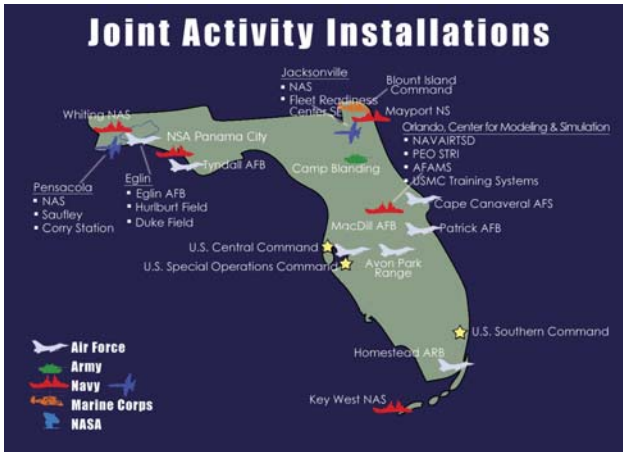 Joint Activity Installations
Jacksonville
▪ NAS
▪ Fleet Readiness
Center SE
Blount Island
Command
Mayport NS
Whiting NAS
NSA Panama City
Tyndall AFB
Camp Blanding
Orlando, Center for Modeling & Simulation
▪ NAVAIRTSD
▪ PEO STRI
▪ AFAMS
▪ USMC Training Systems
Pensacola
▪ NAS
▪ Saufley
▪ Corry Station
Eglin
▪ Eglin AFB
▪ Hurlburt Field
▪ Duke Field
Cape Canaveral AFS
MacDill AFB
Patrick AFB
U.S. Central Command
U.S. Special Operations Command
Avon Park
Range
U.S. Southern Command
Homestead ARB
Key West NAS
Air Force
Army
Navy
Marine Corps
NASA